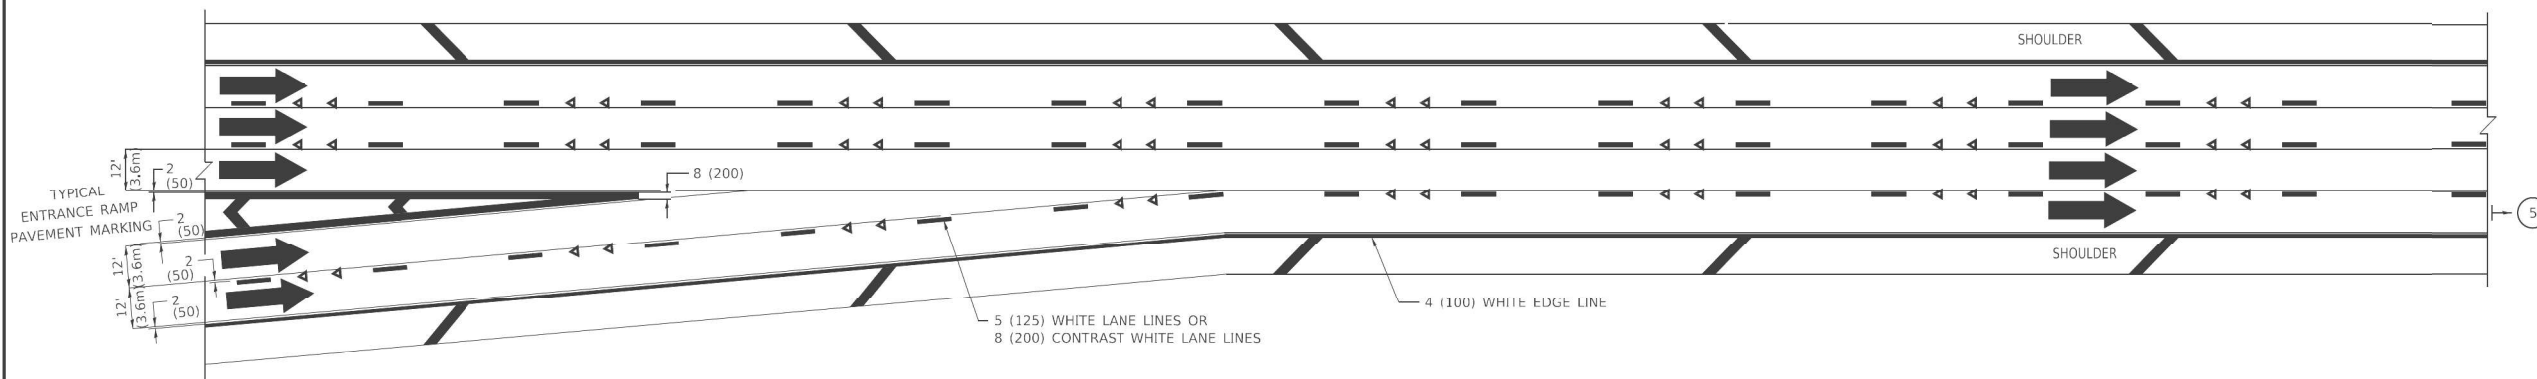 SHOULDER
12'
(3.6m)
2
(50)
8 (200)
TYPICAL
ENTRANCE RAMP
PAVEMENT MARKING
2
(50)
5
12'
(3.6m)
2
(50)
SHOULDER
12'
(3.6m)
2
(50)
4 (100) WHITE EDGE LINE
5 (125) WHITE LANE LINES OR
8 (200) CONTRAST WHITE LANE LINES